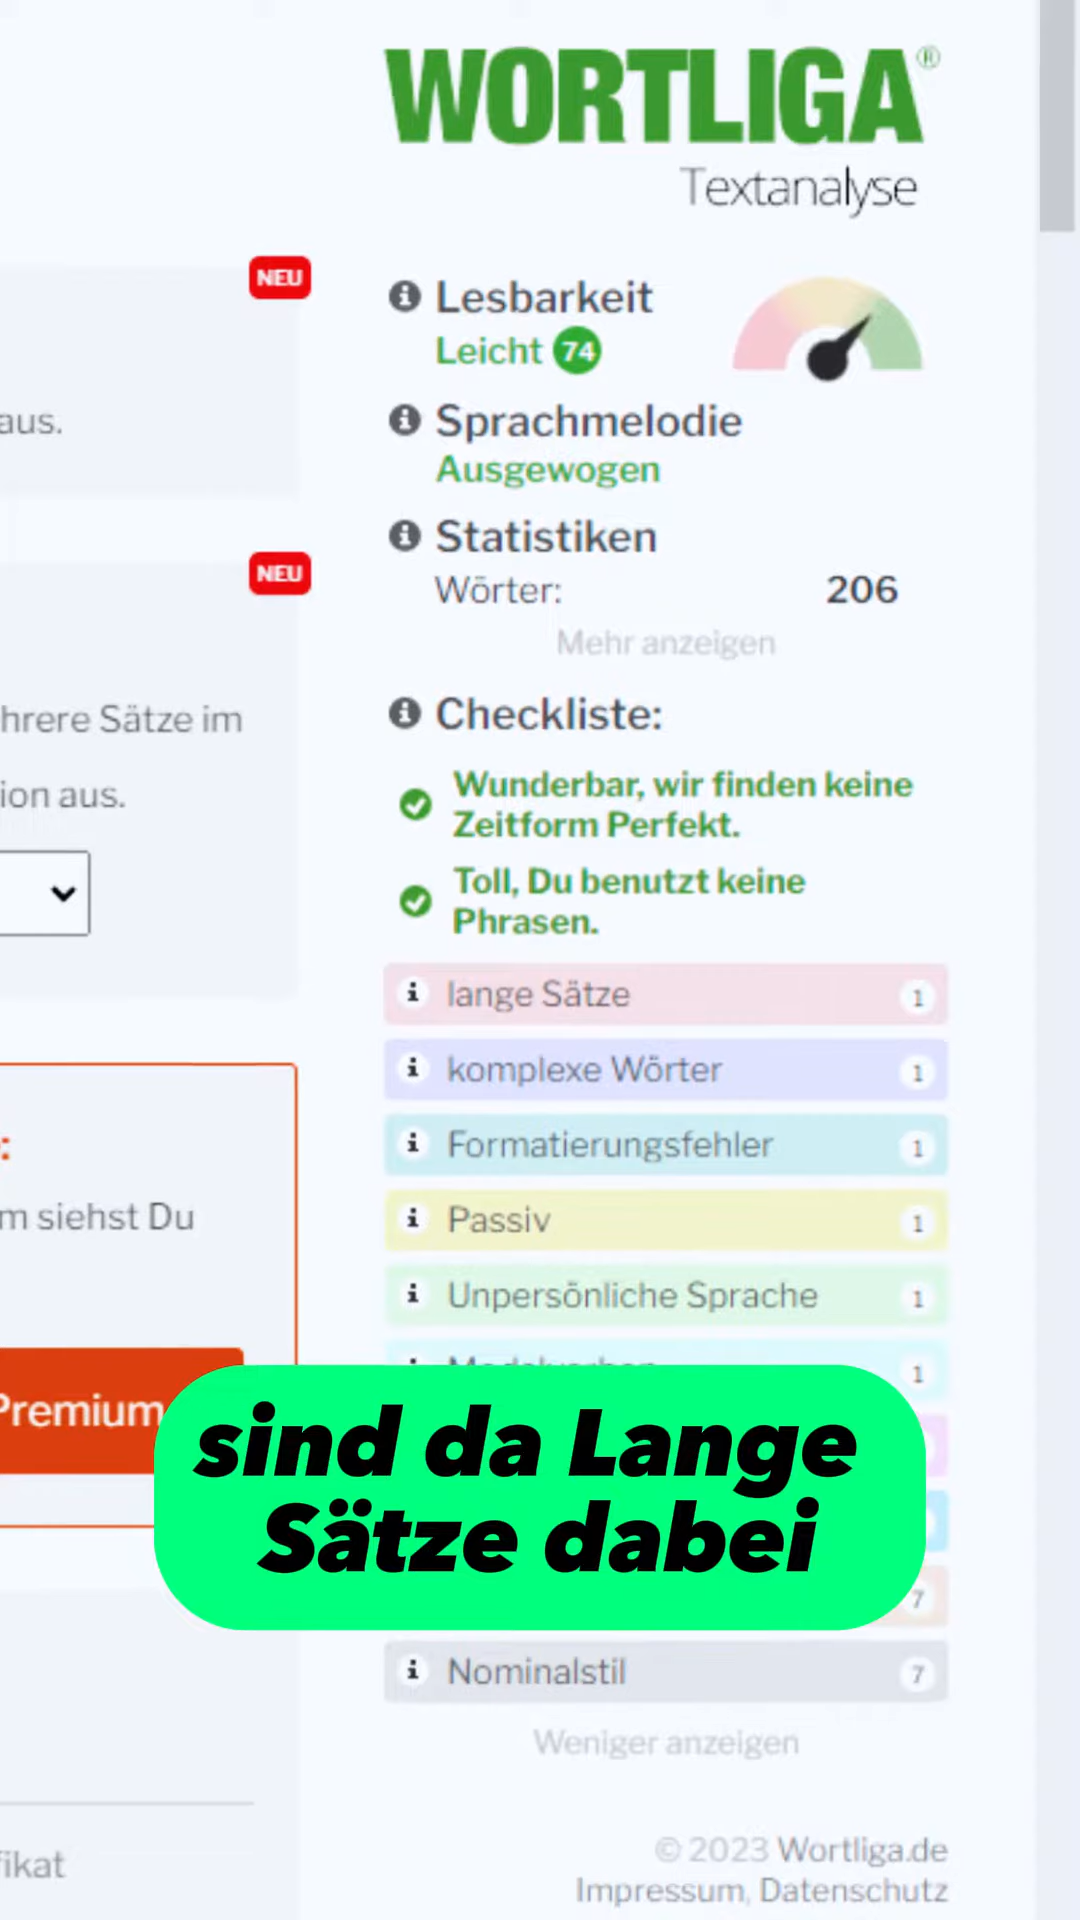 WORTLIGA®
Textanalyse
NEU
aus.
Lesbarkeit
Leicht 74
Sprachmelodie
Ausgewogen
Statistiken
Wörter: 206
Mehr anzeigen
NEU
hrere Sätze im
ion aus.
Checkliste:
Wunderbar, wir finden keine
Zeitform Perfekt.
Toll, Du benutzt keine
Phrasen.
lange Sätze 1
komplexe Wörter 1
Formatierungsfehler 1
Passiv 1
Unpersönliche Sprache 1
1
:
m siehst Du
Premium
sind da Lange
Sätze dabei
7
Nominalstil 7
Weniger anzeigen
fikat
© 2023 Wortliga.de
Impressum, Datenschutz